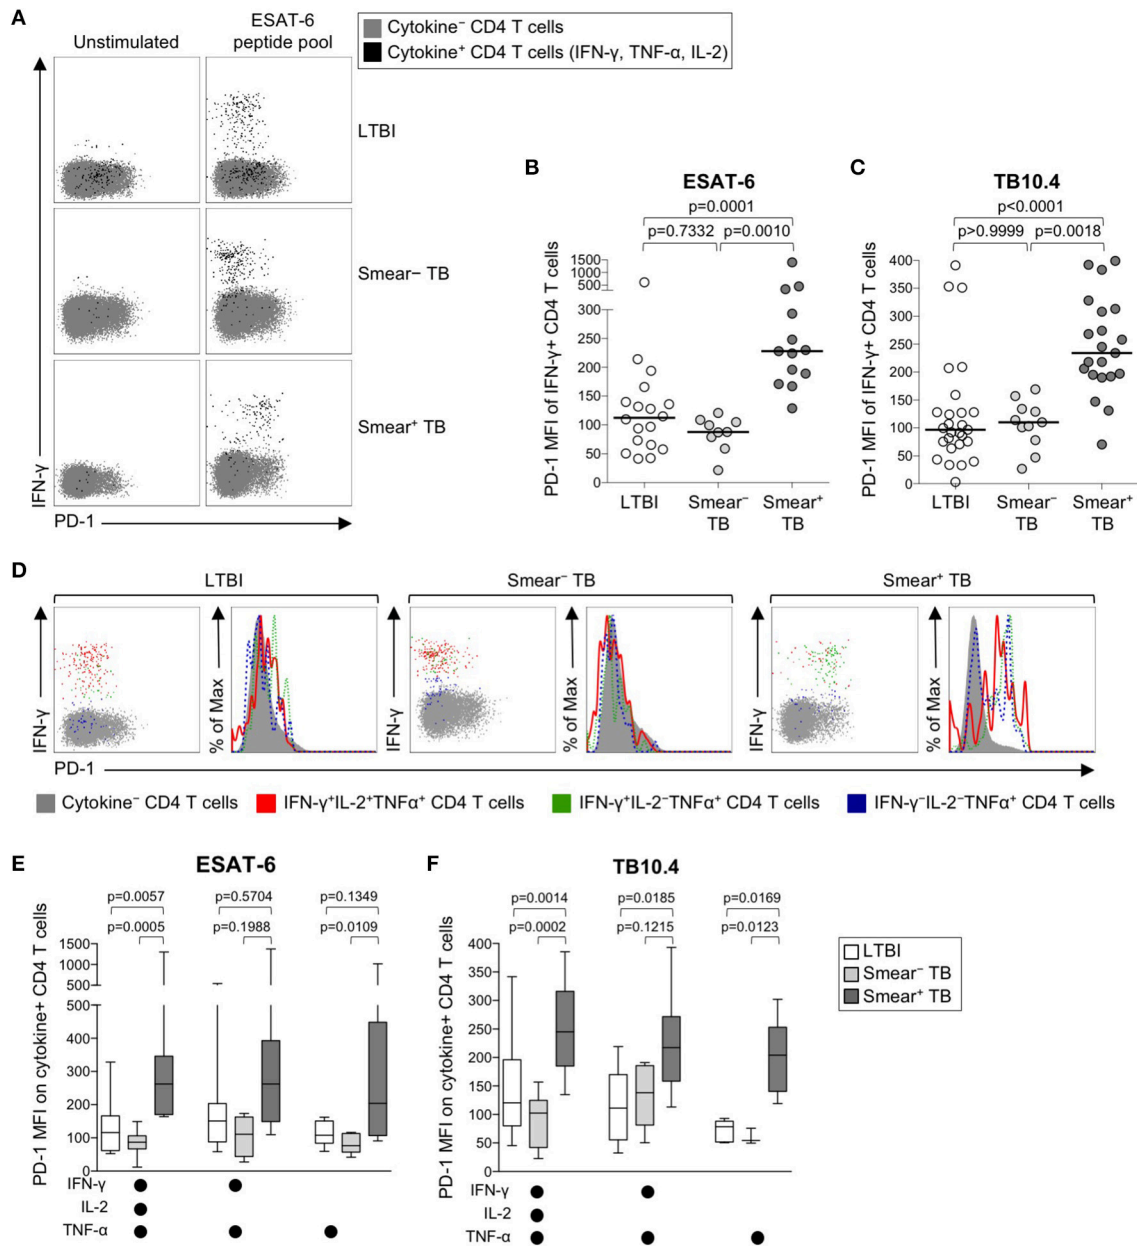 A
Unstimulated
ESAT-6
peptide pool
Cytokine⁻ CD4 T cells
Cytokine⁺ CD4 T cells (IFN-γ, TNF-α, IL-2)
LTBI
Smear− TB
Smear⁺ TB
IFN-γ
PD-1
B
ESAT-6
p=0.0001
p=0.7332
p=0.0010
PD-1 MFI of IFN-γ+ CD4 T cells
1500
1000
500
300
250
200
150
100
50
0
LTBI
Smear⁻
TB
Smear⁺
TB
C
TB10.4
p<0.0001
p>0.9999
p=0.0018
PD-1 MFI of IFN-γ+ CD4 T cells
400
350
300
250
200
150
100
50
0
LTBI
Smear⁻
TB
Smear⁺
TB
D
LTBI
Smear⁻ TB
Smear⁺ TB
IFN-γ
% of Max
IFN-γ
% of Max
IFN-γ
% of Max
PD-1
Cytokine⁻ CD4 T cells
IFN-γ⁺IL-2⁺TNFα⁺ CD4 T cells
IFN-γ⁺IL-2⁻TNFα⁺ CD4 T cells
IFN-γ⁻IL-2⁻TNFα⁺ CD4 T cells
E
ESAT-6
p=0.0057
p=0.5704
p=0.1349
p=0.0005
p=0.1988
p=0.0109
PD-1 MFI on cytokine+ CD4 T cells
1500
1000
500
500
400
300
200
100
0
IFN-γ
IL-2
TNF-α
F
TB10.4
p=0.0014
p=0.0185
p=0.0169
p=0.0002
p=0.1215
p=0.0123
PD-1 MFI on cytokine+ CD4 T cells
400
350
300
250
200
150
100
50
0
IFN-γ
IL-2
TNF-α
LTBI
Smear⁻ TB
Smear⁺ TB